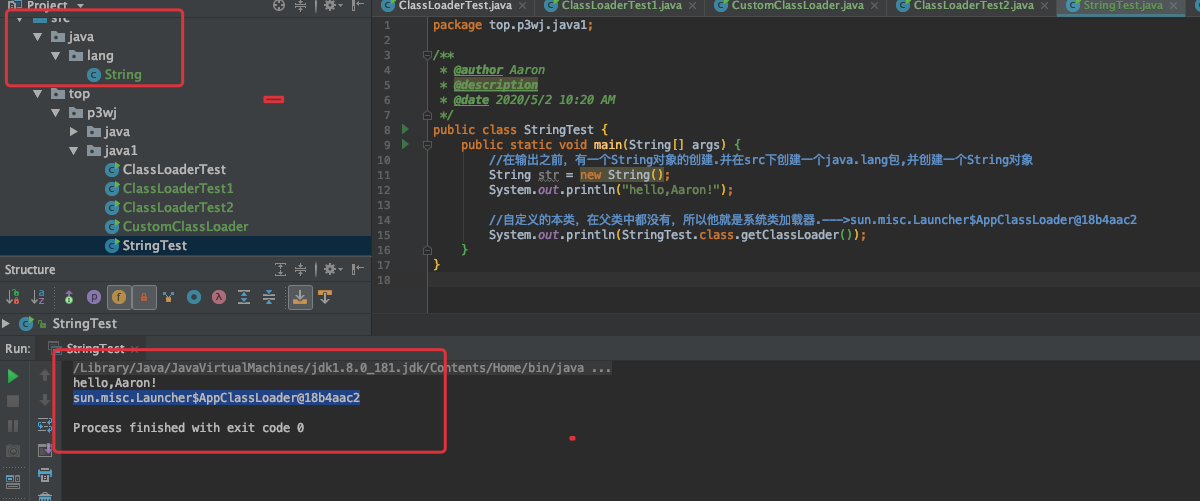 Project
ClassLoaderTest.java
ClassLoaderTest1.java
CustomClassLoader.java
ClassLoaderTest2.java
StringTest.java
src
java
lang
String
top
p3wj
java
java1
ClassLoaderTest
ClassLoaderTest1
ClassLoaderTest2
CustomClassLoader
StringTest
1 package top.p3wj.java1;
2
3 /**
4 * @author Aaron
5 * @description
6 * @date 2020/5/2 10:20 AM
7 */
8 public class StringTest {
9 public static void main(String[] args) {
10 //在输出之前，有一个String对象的创建.并在src下创建一个java.lang包,并创建一个String对象
11 String str = new String();
12 System.out.println("hello,Aaron!");
13
14 //自定义的本类，在父类中都没有，所以他就是系统类加载器.--->sun.misc.Launcher$AppClassLoader@18b4aac2
15 System.out.println(StringTest.class.getClassLoader());
16 }
17 }
18
Structure
StringTest
Run: StringTest
/Library/Java/JavaVirtualMachines/jdk1.8.0_181.jdk/Contents/Home/bin/java ...
hello,Aaron!
sun.misc.Launcher$AppClassLoader@18b4aac2
Process finished with exit code 0